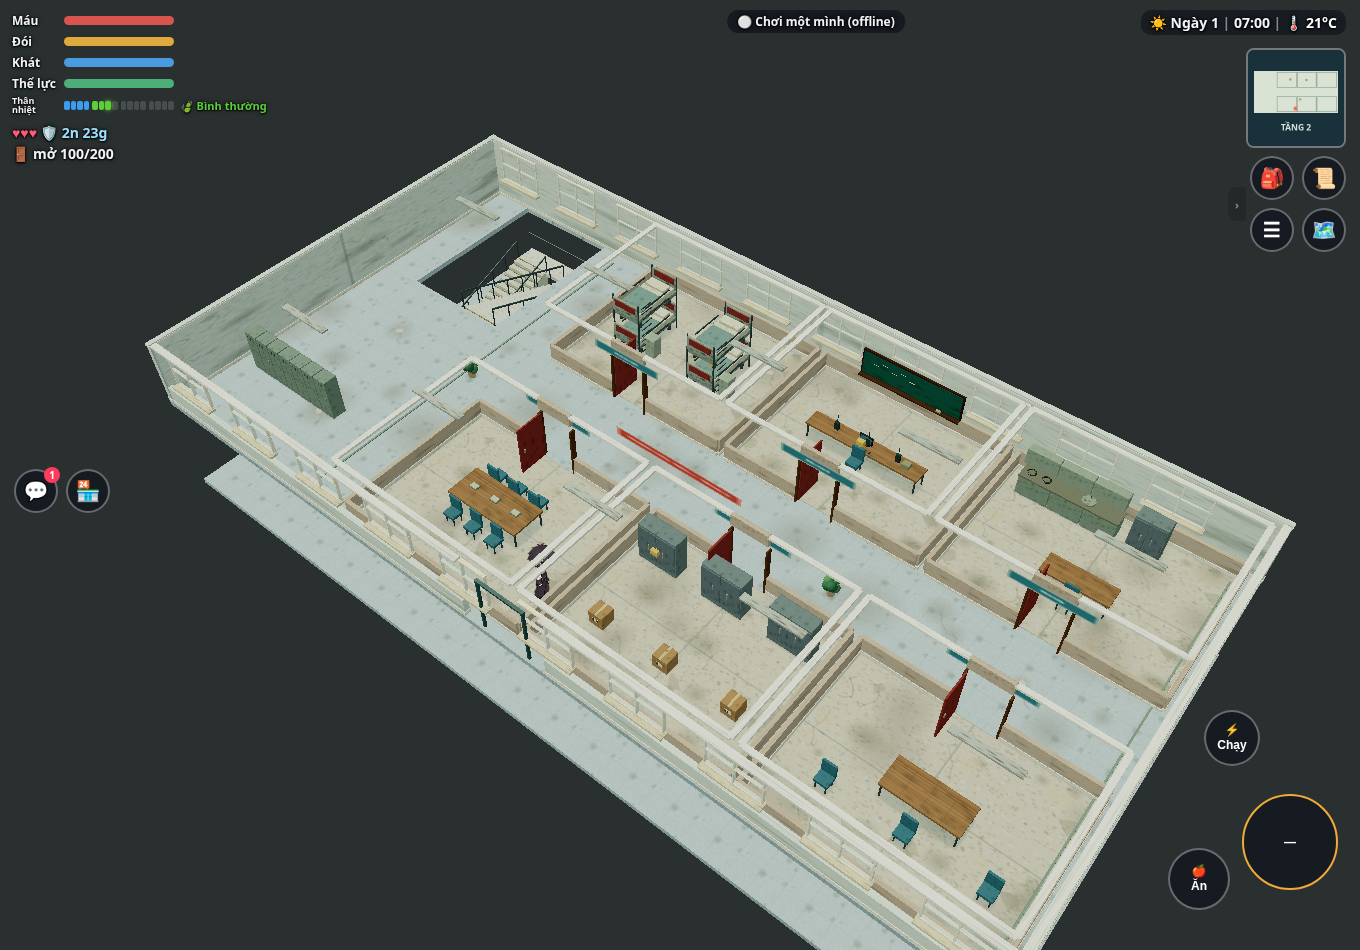 Máu
Đói
Khát
Thể lực
Thân nhiệt
Bình thường
2n 23g
mở 100/200
Chơi một mình (offline)
Ngày 1 | 07:00 | 21°C
TẦNG 2
1
24
Chạy
Ăn